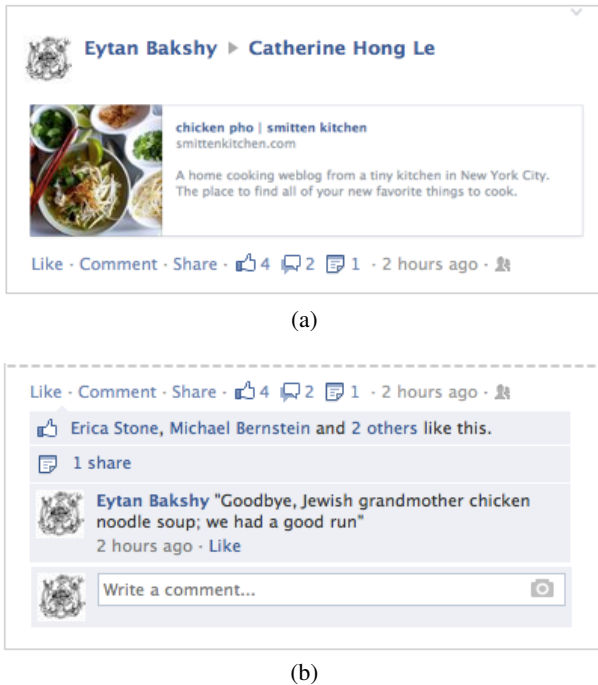 Eytan Bakshy ▶ Catherine Hong Le
chicken pho | smitten kitchen
smittenkitchen.com
A home cooking weblog from a tiny kitchen in New York City.
The place to find all of your new favorite things to cook.
Like · Comment · Share · 4 2 1 · 2 hours ago ·
(a)
Like · Comment · Share · 4 2 1 · 2 hours ago ·
Erica Stone, Michael Bernstein and 2 others like this.
1 share
Eytan Bakshy "Goodbye, Jewish grandmother chicken
noodle soup; we had a good run"
2 hours ago · Like
Write a comment...
(b)